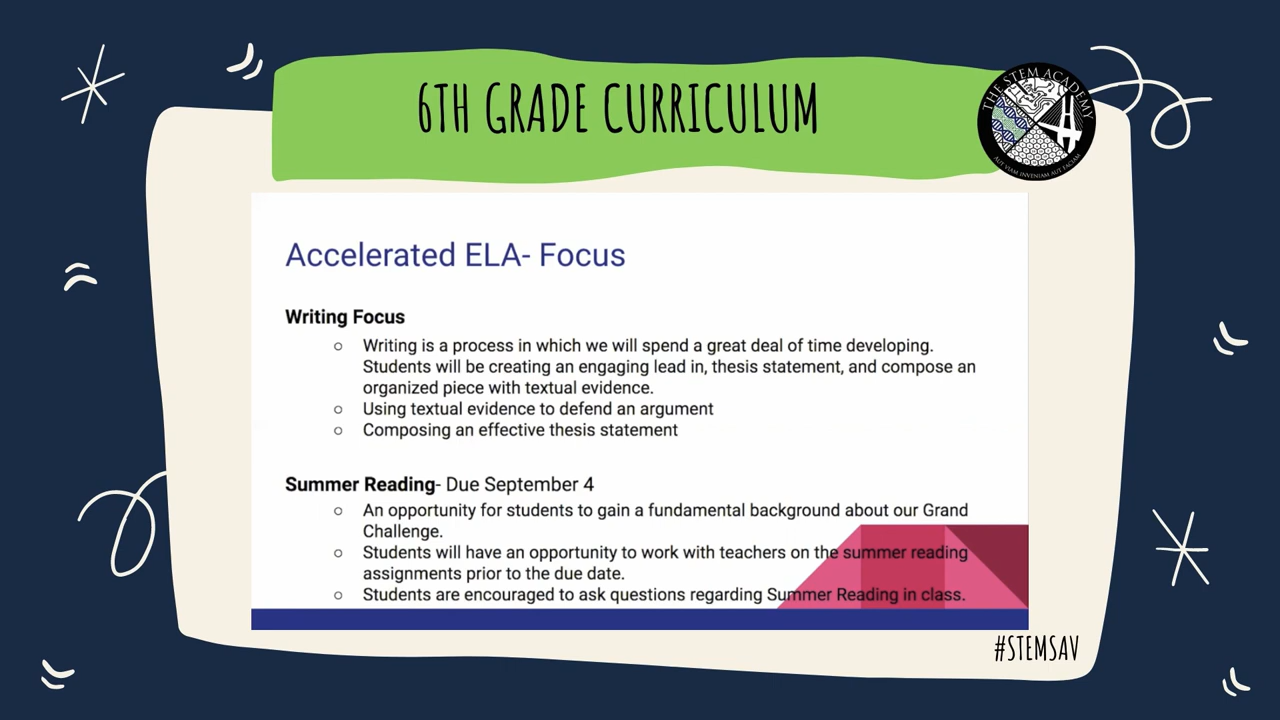 6TH GRADE CURRICULUM
THE STEM ACADEMY
AUT VIAM INVENIAM AUT FACIAM
Accelerated ELA- Focus
Writing Focus
○ Writing is a process in which we will spend a great deal of time developing.
Students will be creating an engaging lead in, thesis statement, and compose an
organized piece with textual evidence.
○ Using textual evidence to defend an argument
○ Composing an effective thesis statement
Summer Reading- Due September 4
○ An opportunity for students to gain a fundamental background about our Grand
Challenge.
○ Students will have an opportunity to work with teachers on the summer reading
assignments prior to the due date.
○ Students are encouraged to ask questions regarding Summer Reading in class.
#STEMSAV